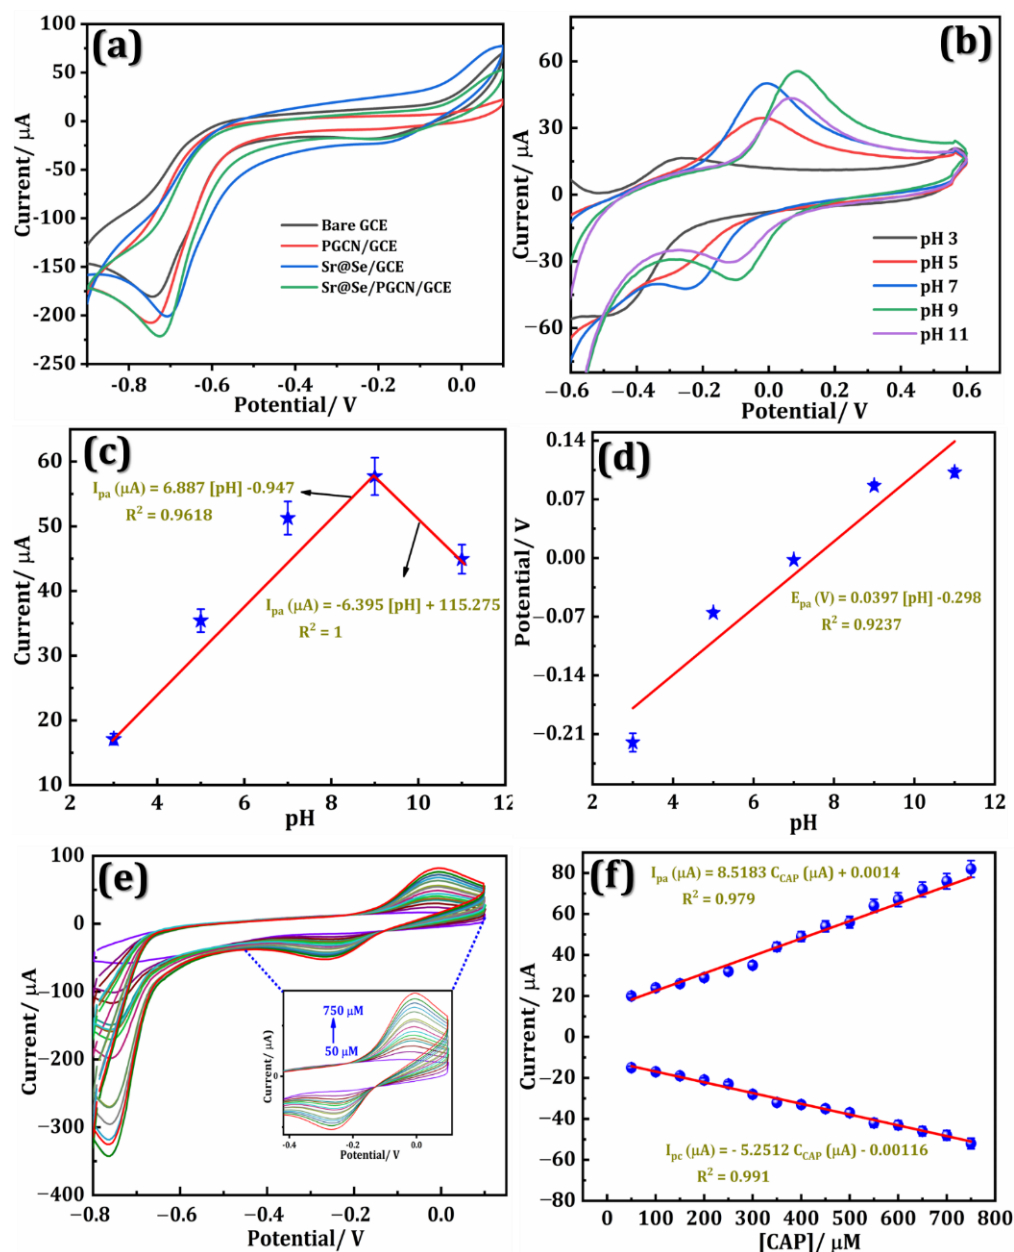 (a)
100
50
0
-50
-100
-150
-200
-250
Current/ μA
-0.8
-0.6
-0.4
-0.2
0.0
Potential/ V
Bare GCE
PGCN/GCE
Sr@Se/GCE
Sr@Se/PGCN/GCE
(b)
60
30
0
−30
−60
Current/ μA
−0.6
−0.4
−0.2
0.0
0.2
0.4
0.6
Potential/ V
pH 3
pH 5
pH 7
pH 9
pH 11
(c)
60
50
40
30
20
10
Current/ μA
2
4
6
8
10
12
pH
Ipa (μA) = 6.887 [pH] -0.947
R² = 0.9618
Ipa (μA) = -6.395 [pH] + 115.275
R² = 1
(d)
0.14
0.07
0.00
−0.07
−0.14
−0.21
Potential/ V
2
4
6
8
10
12
pH
Epa (V) = 0.0397 [pH] -0.298
R² = 0.9237
(e)
100
0
−100
−200
−300
−400
Current/ μA
−0.8
−0.6
−0.4
−0.2
0.0
Potential/ V
750 μM
50 μM
Current/ (μA)
0
-0.4
-0.2
0.0
Potential/ V
(f)
80
60
40
20
0
−20
−40
−60
−80
Current/ μA
0
100
200
300
400
500
600
700
800
[CAP]/ μM
Ipa (μA) = 8.5183 CCAP (μA) + 0.0014
R² = 0.979
Ipc (μA) = - 5.2512 CCAP (μA) - 0.00116
R² = 0.991